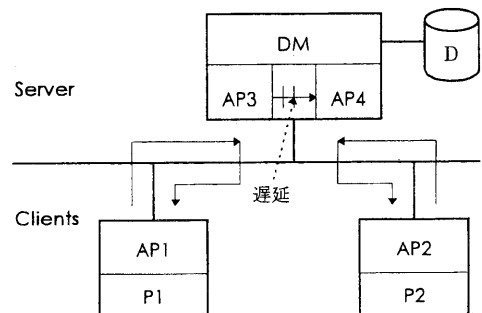 DM
D
Server
AP3
AP4
遅延
Clients
AP1
AP2
P1
P2